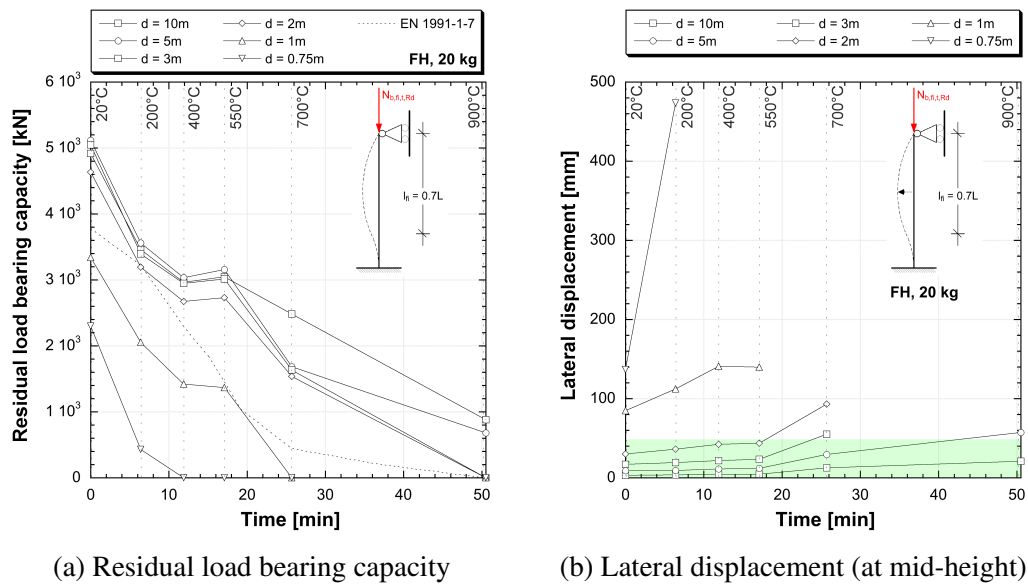 d = 10m d = 2m EN 1991-1-7
d = 5m d = 1m
d = 3m d = 0.75m FH, 20 kg
Residual load bearing capacity [kN]
6 10³
5 10³
4 10³
3 10³
2 10³
1 10³
0
20°C
200°C
400°C
550°C
700°C
900°C
N_b,fi,t,Rd
l_fi = 0.7L
0 10 20 30 40 50
Time [min]
(a) Residual load bearing capacity
d = 10m d = 3m d = 1m
d = 5m d = 2m d = 0.75m
Lateral displacement [mm]
500
400
300
200
100
0
20°C
200°C
400°C
550°C
700°C
900°C
N_b,fi,t,Rd
l_fi = 0.7L
FH, 20 kg
0 10 20 30 40 50
Time [min]
(b) Lateral displacement (at mid-height)